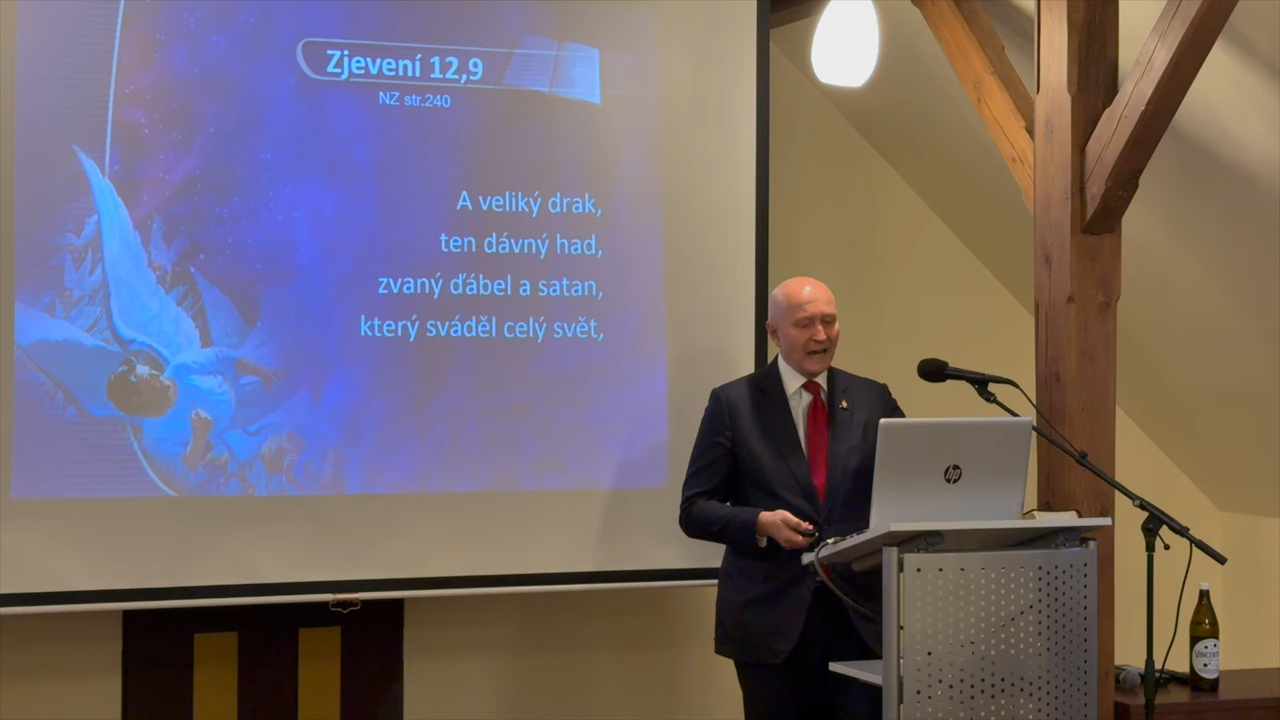 Zjevení 12,9
NZ str.240
A veliký drak,
ten dávný had,
zvaný ďábel a satan,
který sváděl celý svět,
hp